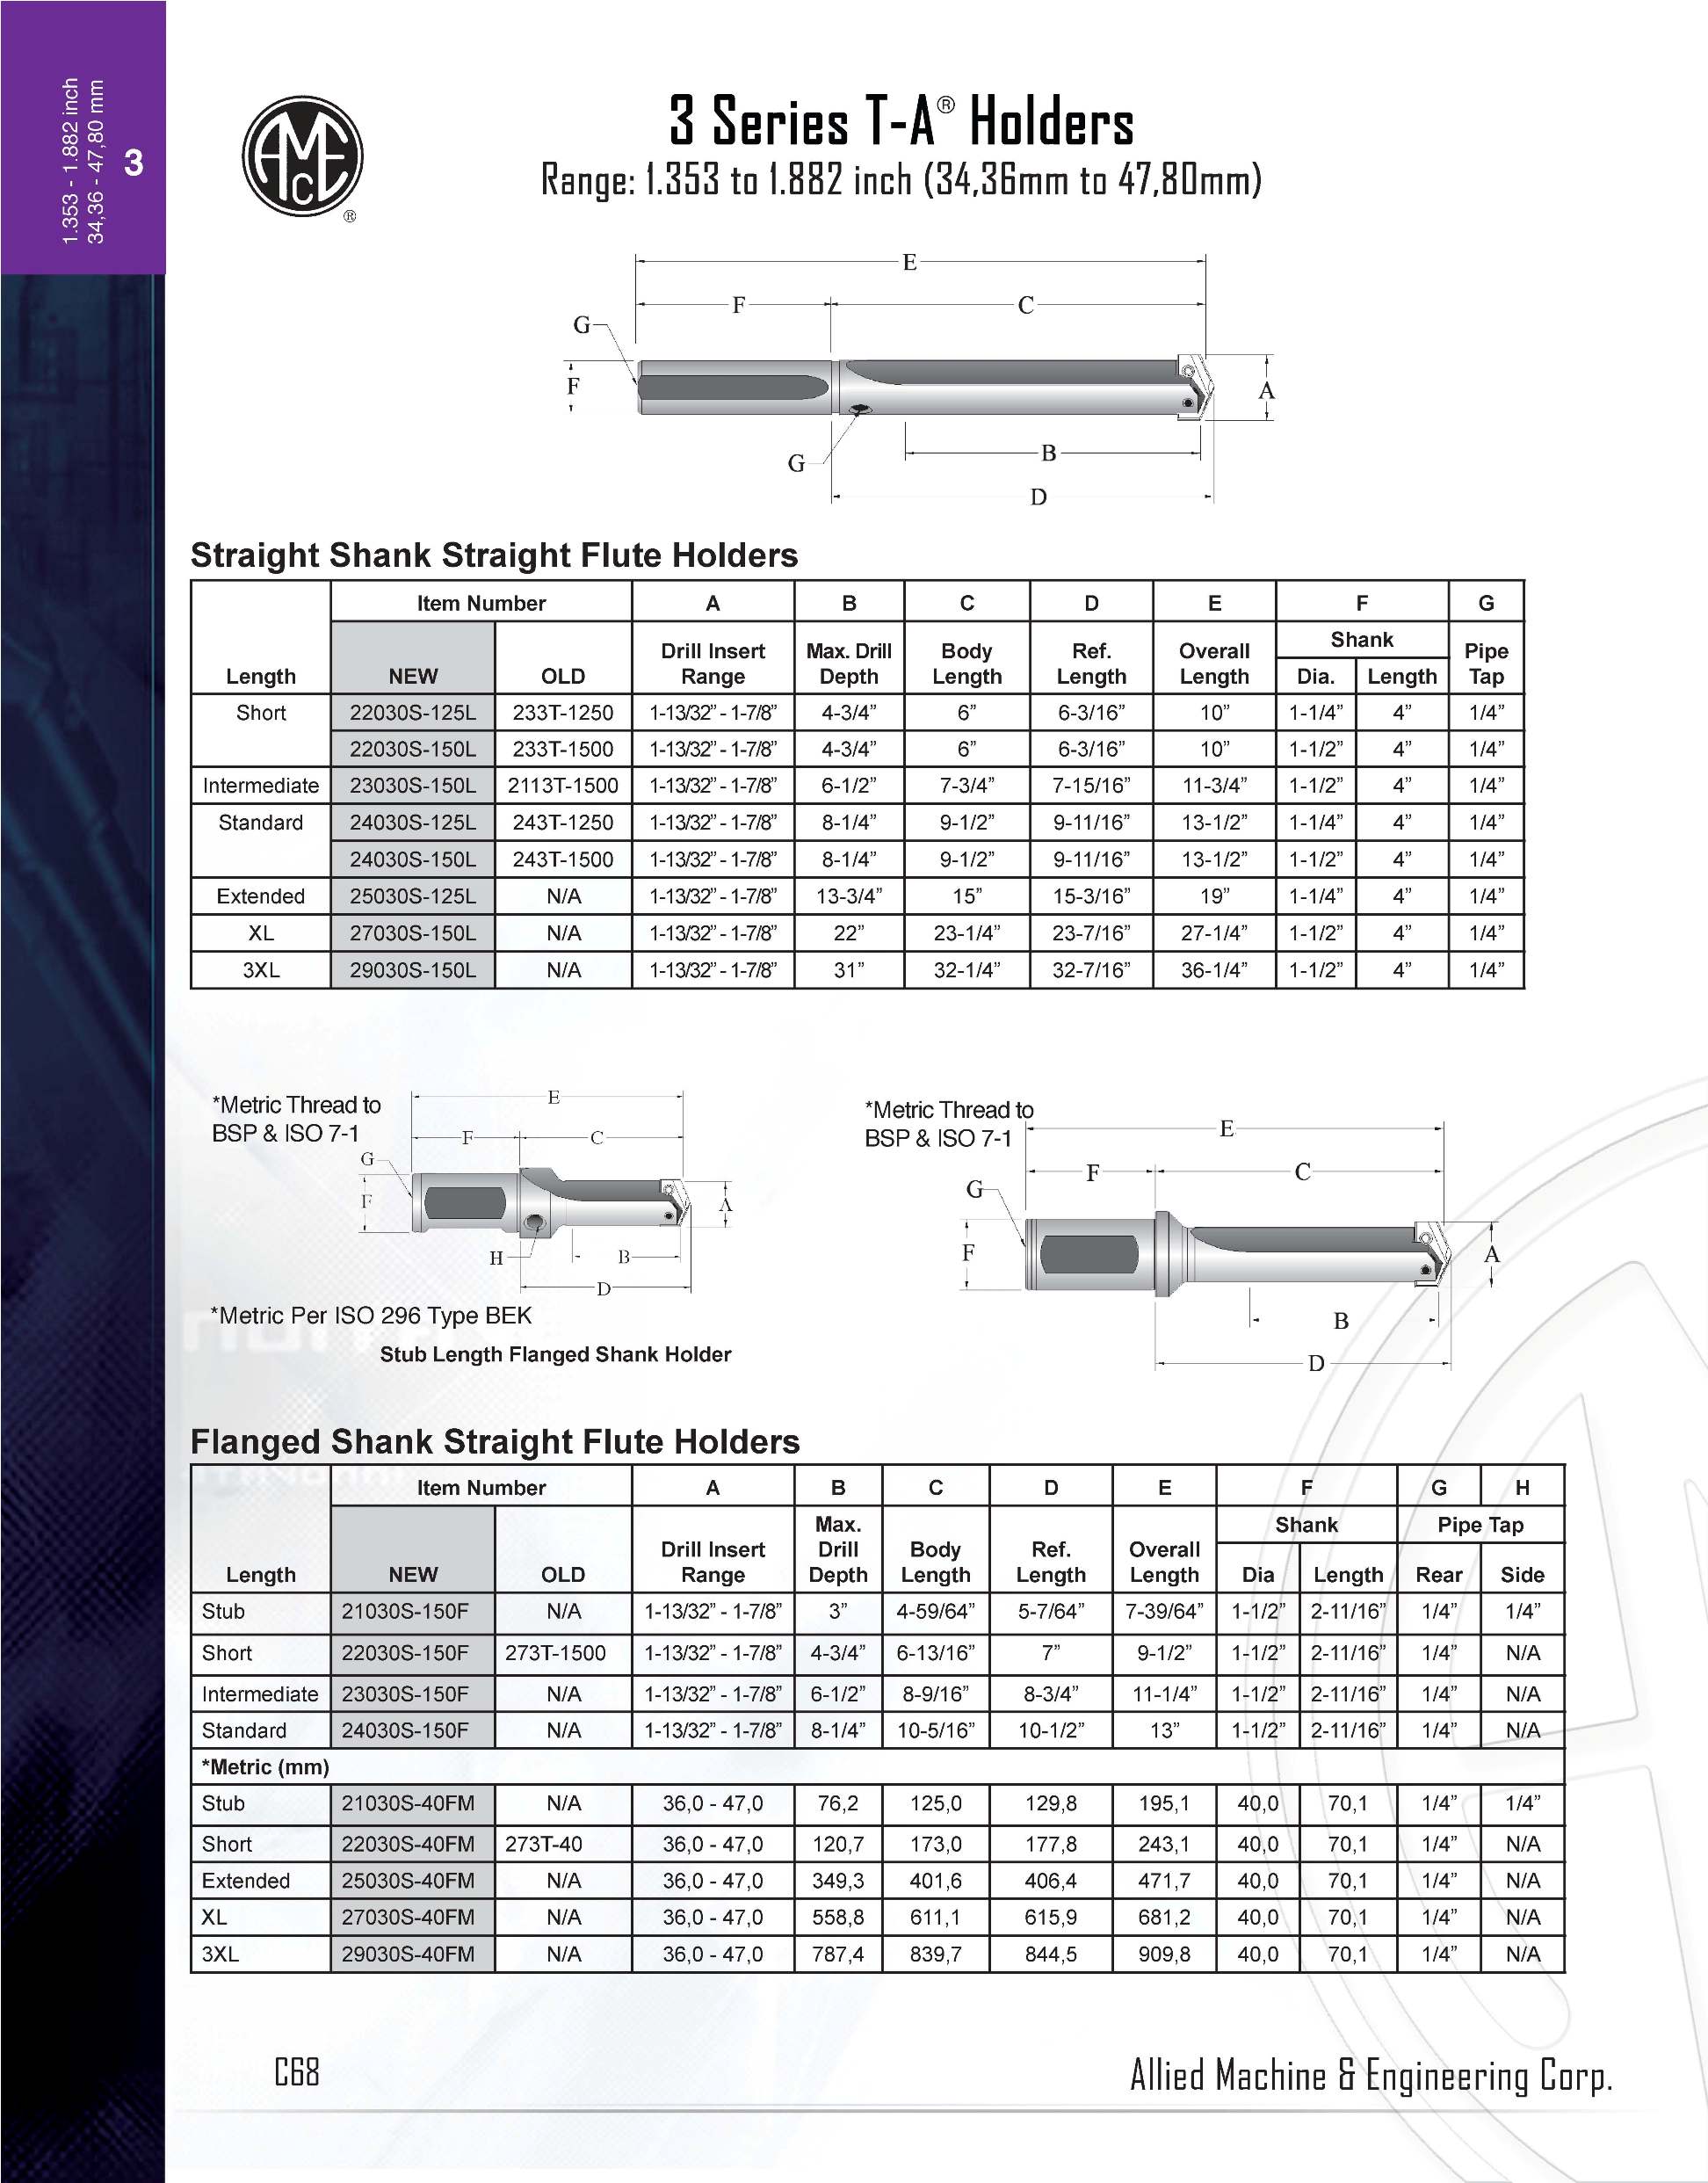 1.353 - 1.882 inch
34,36 - 47,80 mm
3
AMEC
®
3 Series T-A® Holders
Range: 1.353 to 1.882 inch (34,36mm to 47,80mm)
E
F C
G
F
A
B
G
D
Straight Shank Straight Flute Holders
Item Number A B C D E F G
Length NEW OLD Drill Insert Range Max. Drill Depth Body Length Ref. Length Overall Length Shank Dia. Length Pipe Tap
Short 22030S-125L 233T-1250 1-13/32” - 1-7/8” 4-3/4” 6” 6-3/16” 10” 1-1/4” 4” 1/4”
22030S-150L 233T-1500 1-13/32” - 1-7/8” 4-3/4” 6” 6-3/16” 10” 1-1/2” 4” 1/4”
Intermediate 23030S-150L 2113T-1500 1-13/32” - 1-7/8” 6-1/2” 7-3/4” 7-15/16” 11-3/4” 1-1/2” 4” 1/4”
Standard 24030S-125L 243T-1250 1-13/32” - 1-7/8” 8-1/4” 9-1/2” 9-11/16” 13-1/2” 1-1/4” 4” 1/4”
24030S-150L 243T-1500 1-13/32” - 1-7/8” 8-1/4” 9-1/2” 9-11/16” 13-1/2” 1-1/2” 4” 1/4”
Extended 25030S-125L N/A 1-13/32” - 1-7/8” 13-3/4” 15” 15-3/16” 19” 1-1/4” 4” 1/4”
XL 27030S-150L N/A 1-13/32” - 1-7/8” 22” 23-1/4” 23-7/16” 27-1/4” 1-1/2” 4” 1/4”
3XL 29030S-150L N/A 1-13/32” - 1-7/8” 31” 32-1/4” 32-7/16” 36-1/4” 1-1/2” 4” 1/4”
*Metric Thread to
BSP & ISO 7-1
E
F C
G
F
A
H
B
D
*Metric Per ISO 296 Type BEK
Stub Length Flanged Shank Holder
*Metric Thread to
BSP & ISO 7-1
E
F C
G
F
A
B
D
Flanged Shank Straight Flute Holders
Item Number A B C D E F G H
Length NEW OLD Drill Insert Range Max. Drill Depth Body Length Ref. Length Overall Length Shank Dia Length Pipe Tap Rear Side
Stub 21030S-150F N/A 1-13/32” - 1-7/8” 3” 4-59/64” 5-7/64” 7-39/64” 1-1/2” 2-11/16” 1/4” 1/4”
Short 22030S-150F 273T-1500 1-13/32” - 1-7/8” 4-3/4” 6-13/16” 7” 9-1/2” 1-1/2” 2-11/16” 1/4” N/A
Intermediate 23030S-150F N/A 1-13/32” - 1-7/8” 6-1/2” 8-9/16” 8-3/4” 11-1/4” 1-1/2” 2-11/16” 1/4” N/A
Standard 24030S-150F N/A 1-13/32” - 1-7/8” 8-1/4” 10-5/16” 10-1/2” 13” 1-1/2” 2-11/16” 1/4” N/A
*Metric (mm)
Stub 21030S-40FM N/A 36,0 - 47,0 76,2 125,0 129,8 195,1 40,0 70,1 1/4” 1/4”
Short 22030S-40FM 273T-40 36,0 - 47,0 120,7 173,0 177,8 243,1 40,0 70,1 1/4” N/A
Extended 25030S-40FM N/A 36,0 - 47,0 349,3 401,6 406,4 471,7 40,0 70,1 1/4” N/A
XL 27030S-40FM N/A 36,0 - 47,0 558,8 611,1 615,9 681,2 40,0 70,1 1/4” N/A
3XL 29030S-40FM N/A 36,0 - 47,0 787,4 839,7 844,5 909,8 40,0 70,1 1/4” N/A
C68
Allied Machine & Engineering Corp.